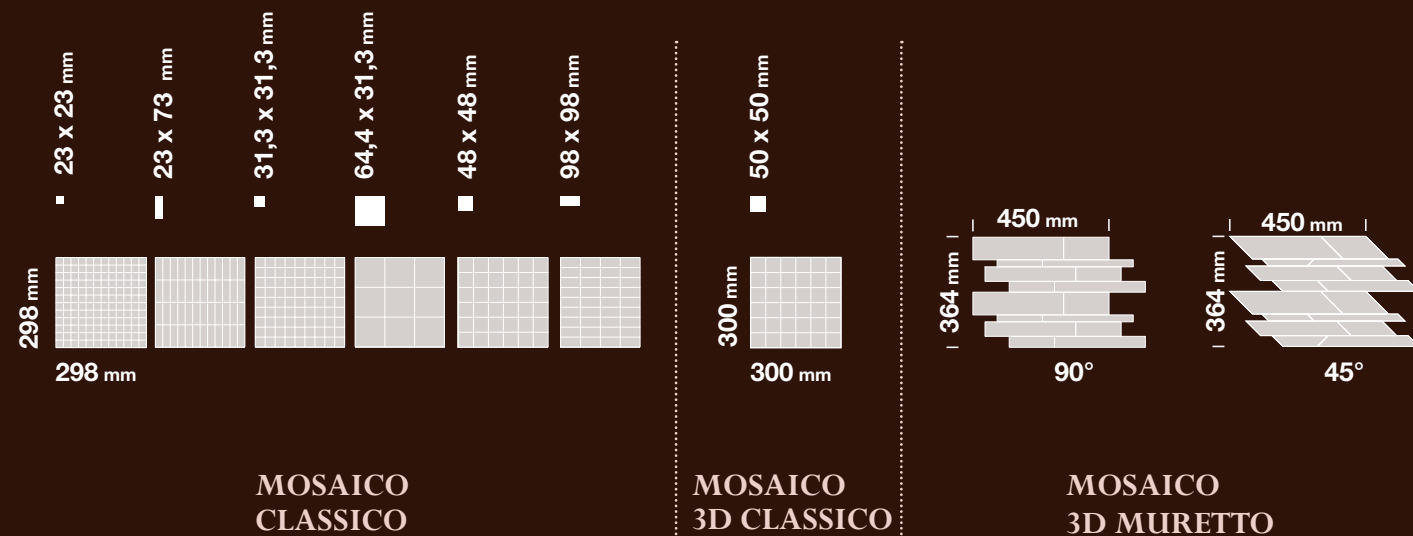 23 x 23 mm
23 x 73 mm
31,3 x 31,3 mm
64,4 x 31,3 mm
48 x 48 mm
98 x 98 mm
298 mm
298 mm
MOSAICO
CLASSICO
50 x 50 mm
300 mm
300 mm
MOSAICO
3D CLASSICO
450 mm
364 mm
90°
450 mm
364 mm
45°
MOSAICO
3D MURETTO